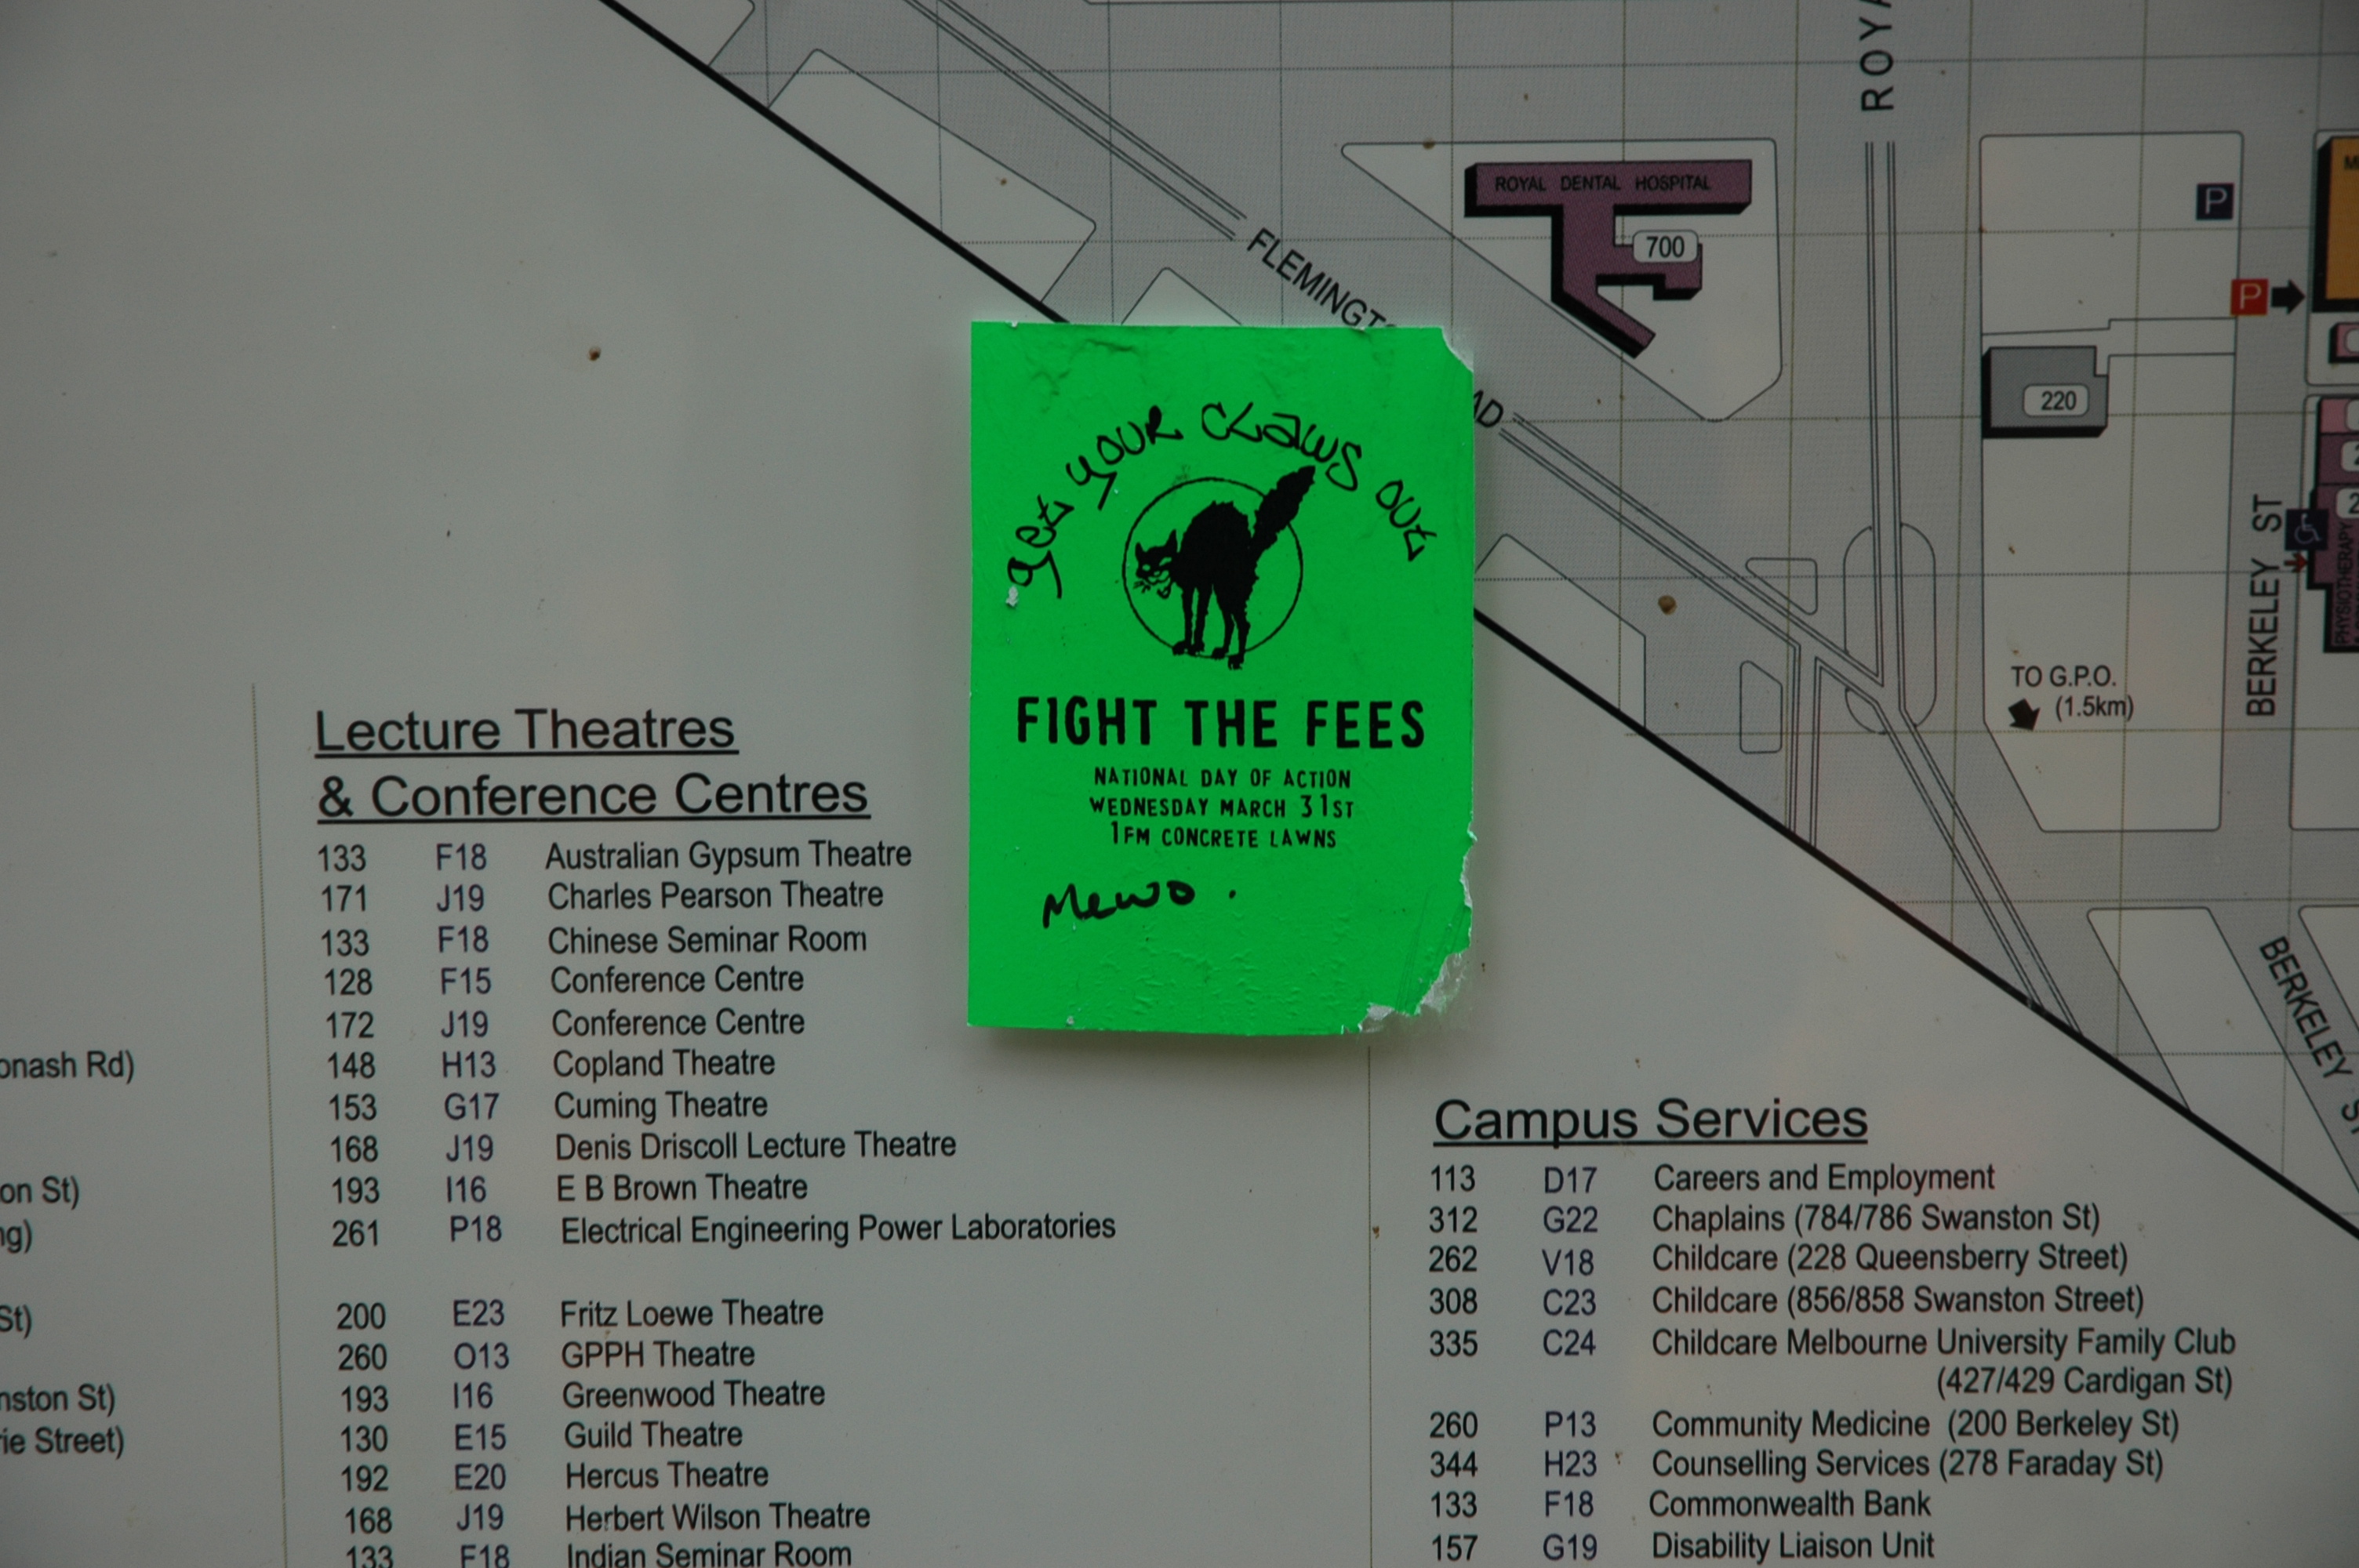 ROYA
ROYAL DENTAL HOSPITAL
700
P
P
FLEMINGTO
AD
220
BERKELEY ST
PHYSIOTHERAPY
TO G.P.O.
(1.5km)
BERKELEY S
get your claws out
FIGHT THE FEES
NATIONAL DAY OF ACTION
WEDNESDAY MARCH 31ST
1PM CONCRETE LAWNS
Mewo.
onash Rd)
on St)
ng)
St)
nston St)
rie Street)
Lecture Theatres
& Conference Centres
133 F18 Australian Gypsum Theatre
171 J19 Charles Pearson Theatre
133 F18 Chinese Seminar Room
128 F15 Conference Centre
172 J19 Conference Centre
148 H13 Copland Theatre
153 G17 Cuming Theatre
168 J19 Denis Driscoll Lecture Theatre
193 I16 E B Brown Theatre
261 P18 Electrical Engineering Power Laboratories
200 E23 Fritz Loewe Theatre
260 O13 GPPH Theatre
193 I16 Greenwood Theatre
130 E15 Guild Theatre
192 E20 Hercus Theatre
168 J19 Herbert Wilson Theatre
133 F18 Indian Seminar Room
Campus Services
113 D17 Careers and Employment
312 G22 Chaplains (784/786 Swanston St)
262 V18 Childcare (228 Queensberry Street)
308 C23 Childcare (856/858 Swanston Street)
335 C24 Childcare Melbourne University Family Club
(427/429 Cardigan St)
260 P13 Community Medicine (200 Berkeley St)
344 H23 Counselling Services (278 Faraday St)
133 F18 Commonwealth Bank
157 G19 Disability Liaison Unit